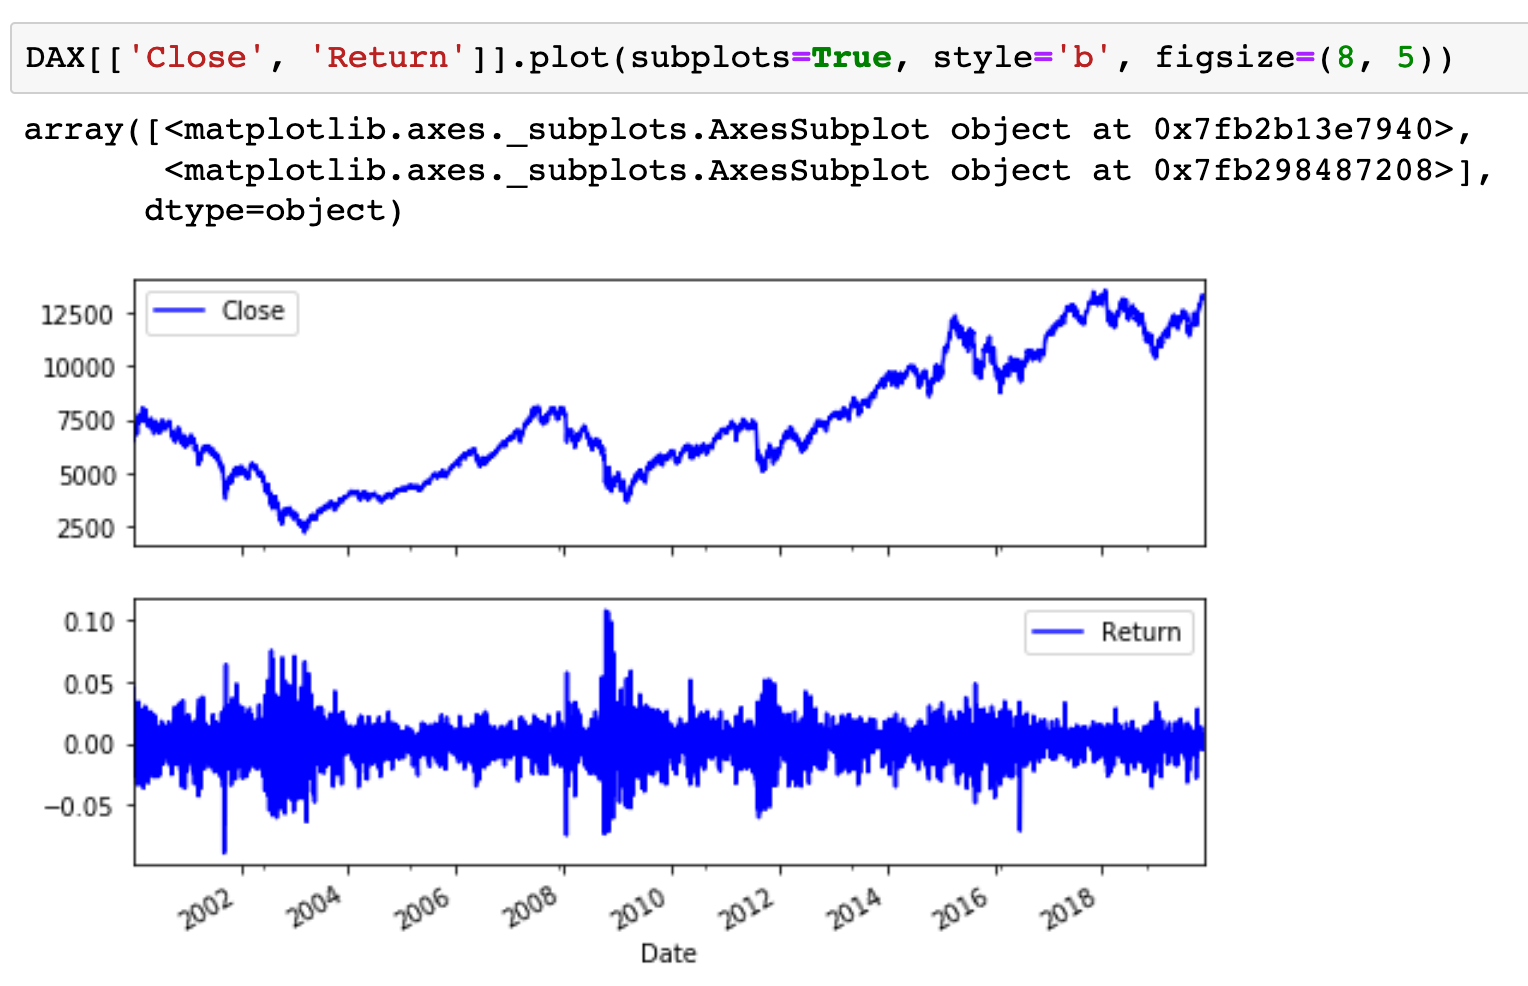 DAX[['Close', 'Return']].plot(subplots=True, style='b', figsize=(8, 5))
array([<matplotlib.axes._subplots.AxesSubplot object at 0x7fb2b13e7940>,
<matplotlib.axes._subplots.AxesSubplot object at 0x7fb298487208>],
dtype=object)
Close
12500
10000
7500
5000
2500
Return
0.10
0.05
0.00
−0.05
2002 2004 2006 2008 2010 2012 2014 2016 2018
Date